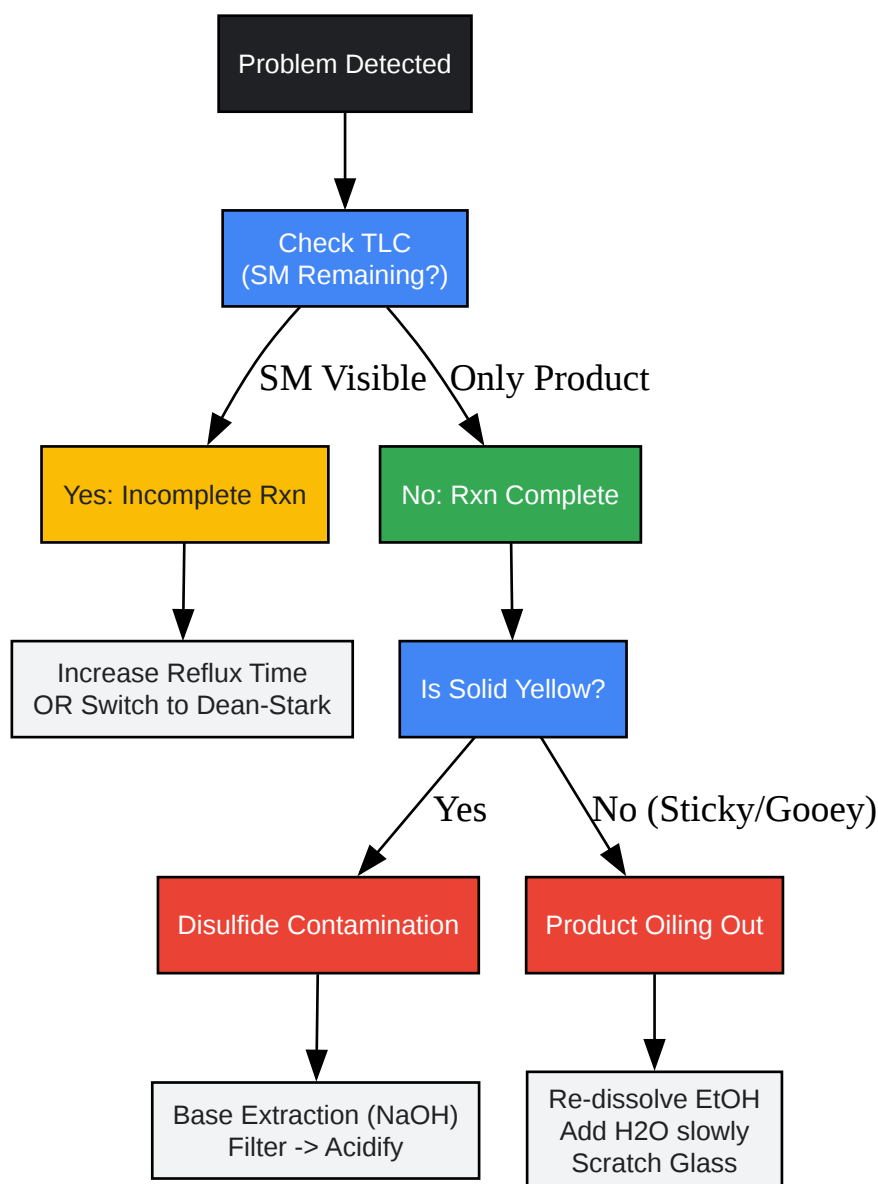 Problem Detected
Check TLC
(SM Remaining?)
SM Visible
Only Product
Yes: Incomplete Rxn
No: Rxn Complete
Increase Reflux Time
OR Switch to Dean-Stark
Is Solid Yellow?
Yes
No (Sticky/Gooey)
Disulfide Contamination
Product Oiling Out
Base Extraction (NaOH)
Filter -> Acidify
Re-dissolve EtOH
Add H2O slowly
Scratch Glass